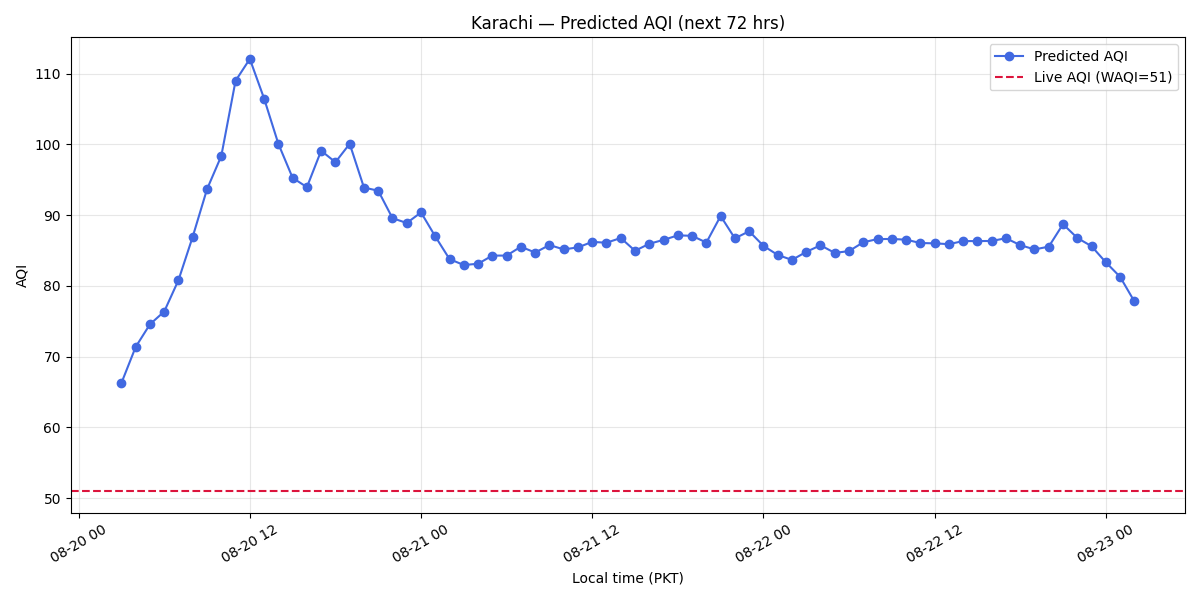 Karachi — Predicted AQI (next 72 hrs)
Predicted AQI
Live AQI (WAQI=51)
AQI
110
100
90
80
70
60
50
08-20 00
08-20 12
08-21 00
08-21 12
08-22 00
08-22 12
08-23 00
Local time (PKT)